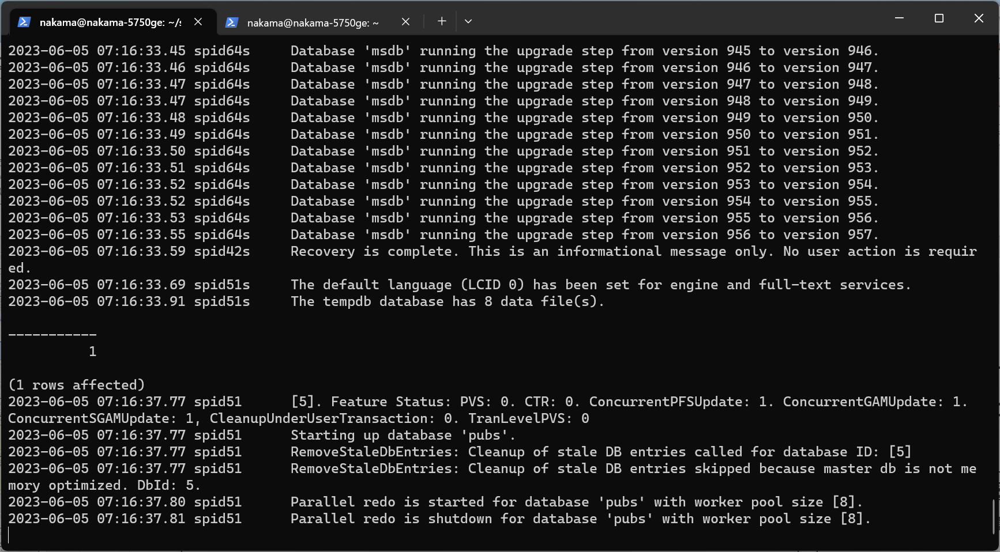 nakama@nakama-5750ge: ~/s
nakama@nakama-5750ge: ~
2023-06-05 07:16:33.45 spid64s     Database 'msdb' running the upgrade step from version 945 to version 946.
2023-06-05 07:16:33.46 spid64s     Database 'msdb' running the upgrade step from version 946 to version 947.
2023-06-05 07:16:33.47 spid64s     Database 'msdb' running the upgrade step from version 947 to version 948.
2023-06-05 07:16:33.47 spid64s     Database 'msdb' running the upgrade step from version 948 to version 949.
2023-06-05 07:16:33.48 spid64s     Database 'msdb' running the upgrade step from version 949 to version 950.
2023-06-05 07:16:33.49 spid64s     Database 'msdb' running the upgrade step from version 950 to version 951.
2023-06-05 07:16:33.50 spid64s     Database 'msdb' running the upgrade step from version 951 to version 952.
2023-06-05 07:16:33.51 spid64s     Database 'msdb' running the upgrade step from version 952 to version 953.
2023-06-05 07:16:33.52 spid64s     Database 'msdb' running the upgrade step from version 953 to version 954.
2023-06-05 07:16:33.52 spid64s     Database 'msdb' running the upgrade step from version 954 to version 955.
2023-06-05 07:16:33.53 spid64s     Database 'msdb' running the upgrade step from version 955 to version 956.
2023-06-05 07:16:33.55 spid64s     Database 'msdb' running the upgrade step from version 956 to version 957.
2023-06-05 07:16:33.59 spid42s     Recovery is complete. This is an informational message only. No user action is requir
ed.
2023-06-05 07:16:33.69 spid51s     The default language (LCID 0) has been set for engine and full-text services.
2023-06-05 07:16:33.91 spid51s     The tempdb database has 8 data file(s).
-----------
          1
(1 rows affected)
2023-06-05 07:16:37.77 spid51      [5]. Feature Status: PVS: 0. CTR: 0. ConcurrentPFSUpdate: 1. ConcurrentGAMUpdate: 1.
ConcurrentSGAMUpdate: 1, CleanupUnderUserTransaction: 0. TranLevelPVS: 0
2023-06-05 07:16:37.77 spid51      Starting up database 'pubs'.
2023-06-05 07:16:37.77 spid51      RemoveStaleDbEntries: Cleanup of stale DB entries called for database ID: [5]
2023-06-05 07:16:37.77 spid51      RemoveStaleDbEntries: Cleanup of stale DB entries skipped because master db is not me
mory optimized. DbId: 5.
2023-06-05 07:16:37.80 spid51      Parallel redo is started for database 'pubs' with worker pool size [8].
2023-06-05 07:16:37.81 spid51      Parallel redo is shutdown for database 'pubs' with worker pool size [8].